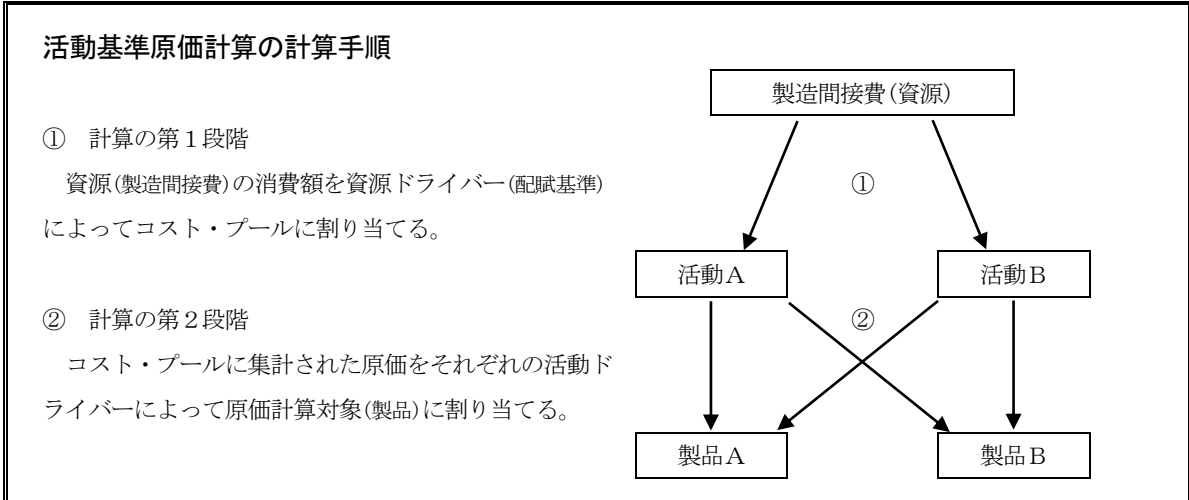 活動基準原価計算の計算手順
① 計算の第１段階
資源(製造間接費)の消費額を資源ドライバー(配賦基準)
によってコスト・プールに割り当てる。
② 計算の第２段階
コスト・プールに集計された原価をそれぞれの活動ド
ライバーによって原価計算対象(製品)に割り当てる。
製造間接費(資源)
①
活動Ａ
活動Ｂ
②
製品Ａ
製品Ｂ